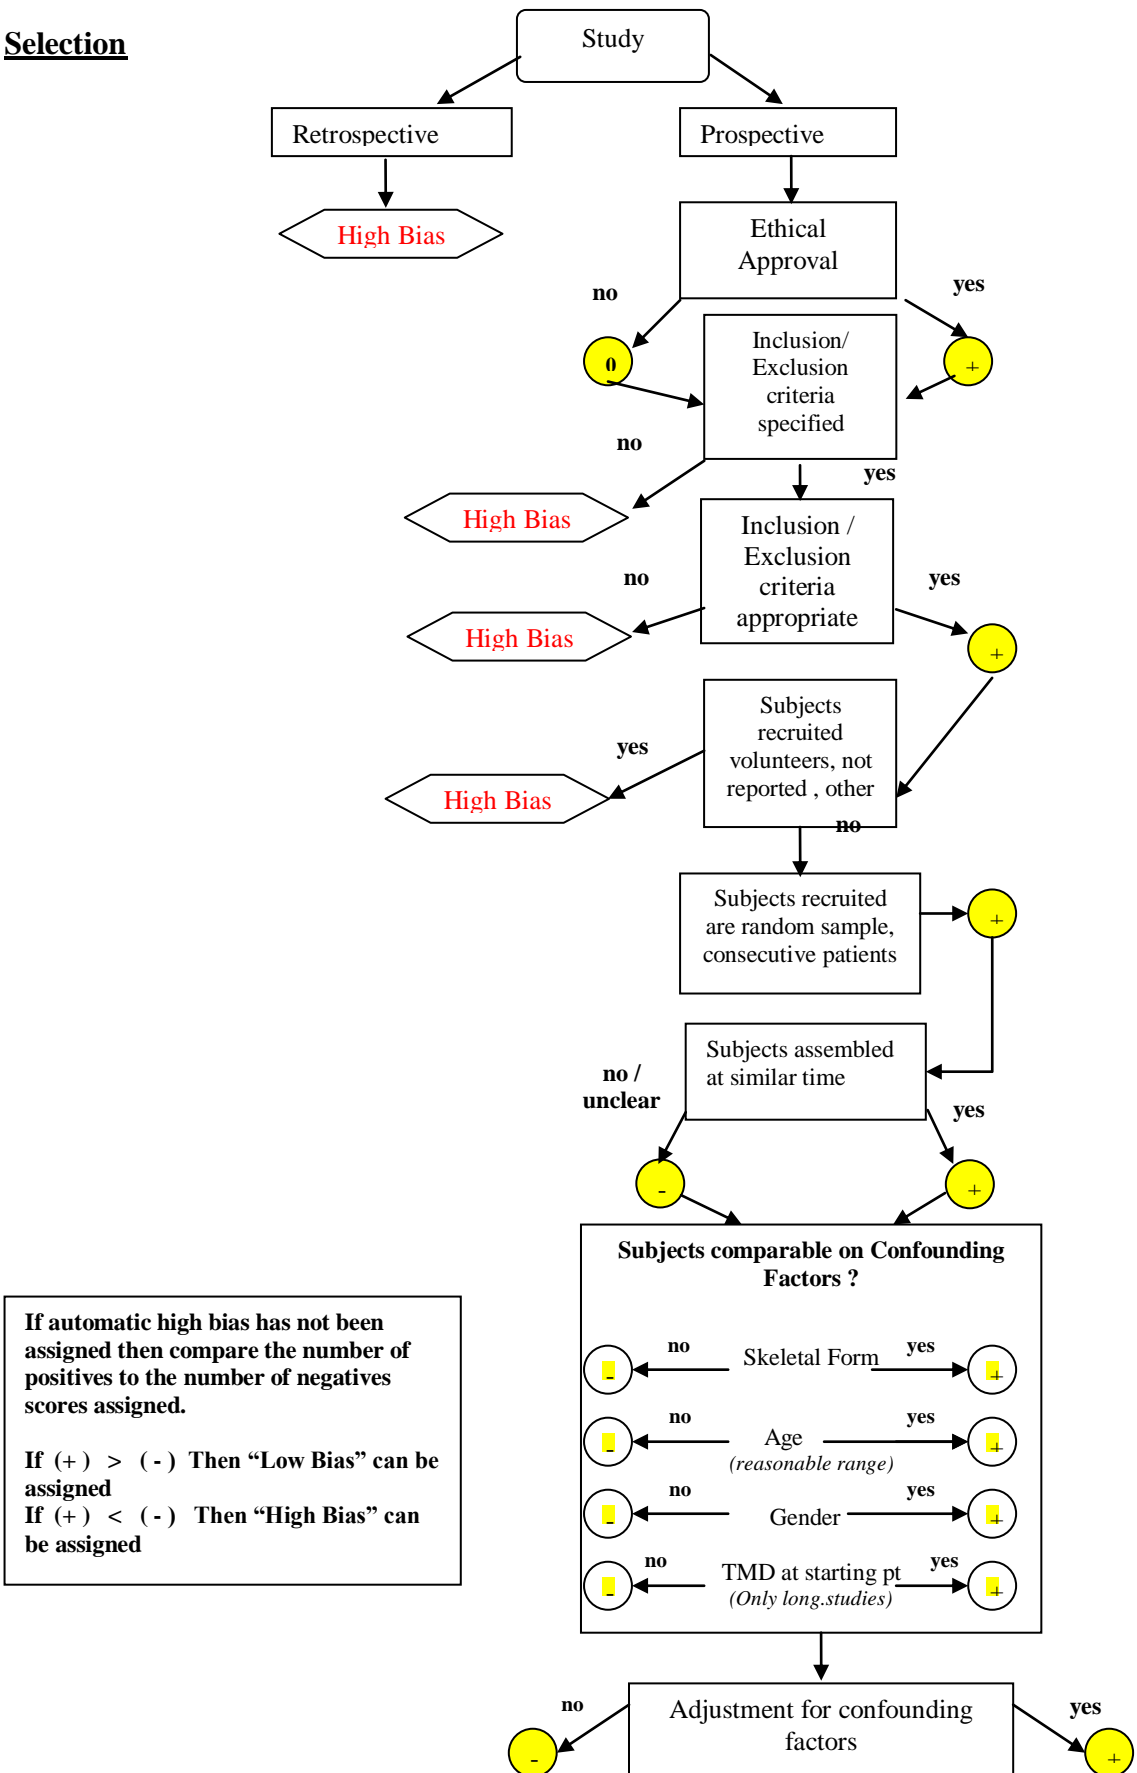 Selection
Study
Retrospective
Prospective
High Bias
Ethical
Approval
no
yes
0
+
Inclusion/
Exclusion
criteria
specified
no
yes
High Bias
Inclusion /
Exclusion
criteria
appropriate
no
yes
High Bias
+
Subjects
recruited
volunteers, not
reported , other
yes
no
High Bias
Subjects recruited
are random sample,
consecutive patients
+
Subjects assembled
at similar time
no /
unclear
yes
-
+
Subjects comparable on Confounding
Factors ?
no Skeletal Form yes
- +
no Age yes
(reasonable range)
- +
no Gender yes
- +
no TMD at starting pt yes
(Only long.studies)
- +
If automatic high bias has not been
assigned then compare the number of
positives to the number of negatives
scores assigned.
If (+ ) > ( - ) Then “Low Bias” can be
assigned
If (+ ) < ( - ) Then “High Bias” can
be assigned
Adjustment for confounding
factors
no
yes
-
+